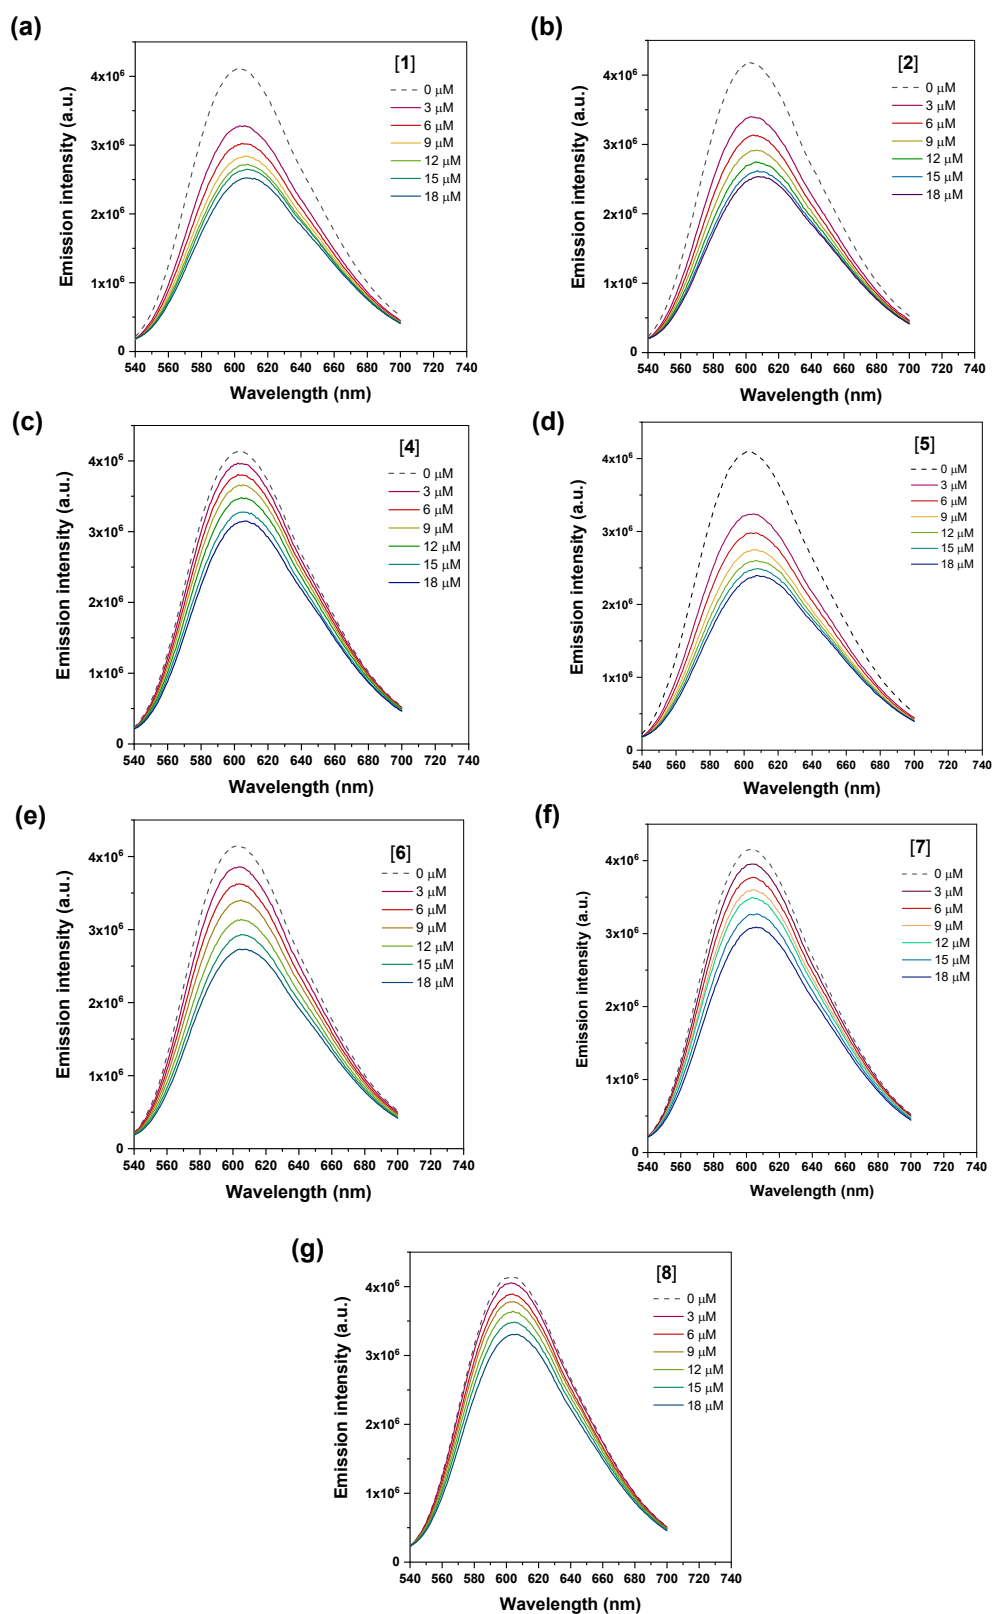 (a)
[1]
0 μM
3 μM
6 μM
9 μM
12 μM
15 μM
18 μM
4x10⁶
3x10⁶
2x10⁶
1x10⁶
0
Emission intensity (a.u.)
540 560 580 600 620 640 660 680 700 720 740
Wavelength (nm)
(b)
[2]
0 μM
3 μM
6 μM
9 μM
12 μM
15 μM
18 μM
4x10⁶
3x10⁶
2x10⁶
1x10⁶
0
Emission intensity (a.u.)
540 560 580 600 620 640 660 680 700 720 740
Wavelength (nm)
(c)
[4]
0 μM
3 μM
6 μM
9 μM
12 μM
15 μM
18 μM
4x10⁶
3x10⁶
2x10⁶
1x10⁶
0
Emission intensity (a.u.)
540 560 580 600 620 640 660 680 700 720 740
Wavelength (nm)
(d)
[5]
0 μM
3 μM
6 μM
9 μM
12 μM
15 μM
18 μM
4x10⁶
3x10⁶
2x10⁶
1x10⁶
0
Emission intensity (a.u.)
540 560 580 600 620 640 660 680 700 720 740
Wavelength (nm)
(e)
[6]
0 μM
3 μM
6 μM
9 μM
12 μM
15 μM
18 μM
4x10⁶
3x10⁶
2x10⁶
1x10⁶
0
Emission intensity (a.u.)
540 560 580 600 620 640 660 680 700 720 740
Wavelength (nm)
(f)
[7]
0 μM
3 μM
6 μM
9 μM
12 μM
15 μM
18 μM
4x10⁶
3x10⁶
2x10⁶
1x10⁶
0
Emission intensity (a.u.)
540 560 580 600 620 640 660 680 700 720 740
Wavelength (nm)
(g)
[8]
0 μM
3 μM
6 μM
9 μM
12 μM
15 μM
18 μM
4x10⁶
3x10⁶
2x10⁶
1x10⁶
0
Emission intensity (a.u.)
540 560 580 600 620 640 660 680 700 720 740
Wavelength (nm)